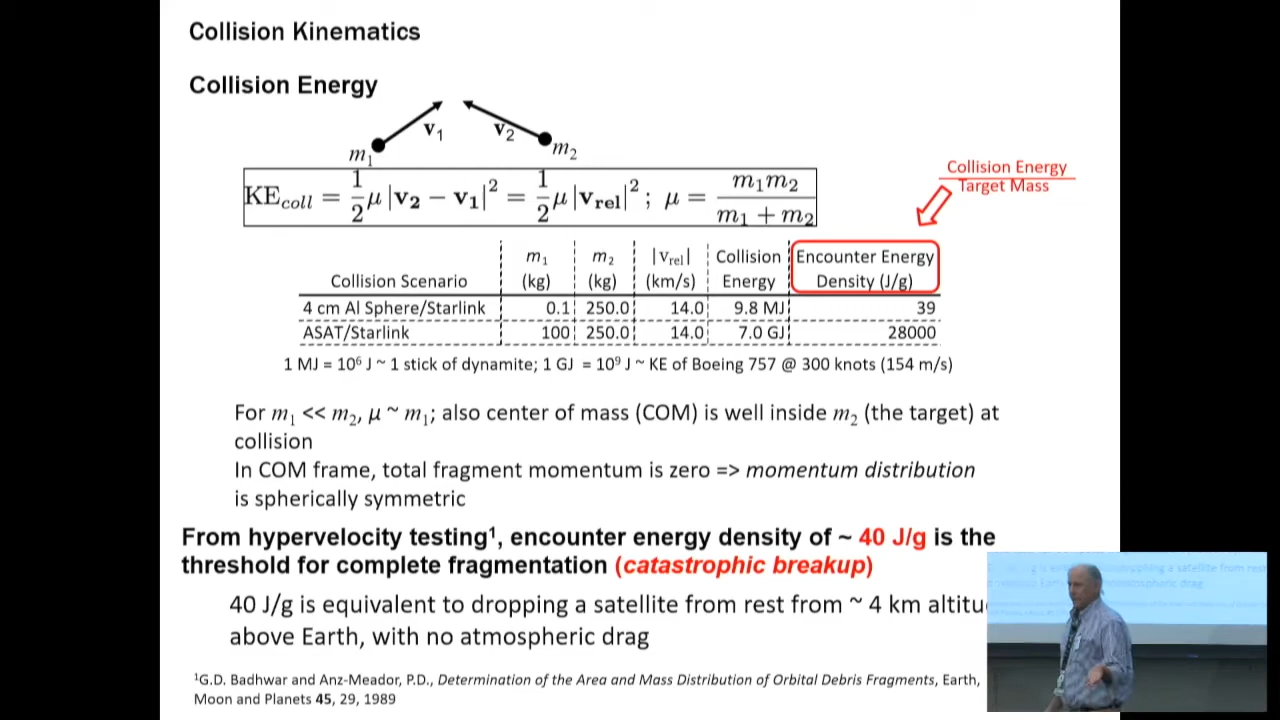 Collision Kinematics
Collision Energy
v1
v2
m1
m2
KEcoll = 1/2 μ |v2 − v1|² = 1/2 μ |vrel|² ; μ = m1m2 / m1 + m2
Collision Energy
Target Mass
Collision Scenario m1 (kg) m2 (kg) |vrel| (km/s) Collision Energy Encounter Energy Density (J/g)
4 cm Al Sphere/Starlink 0.1 250.0 14.0 9.8 MJ 39
ASAT/Starlink 100 250.0 14.0 7.0 GJ 28000
1 MJ = 10⁶ J ~ 1 stick of dynamite; 1 GJ = 10⁹ J ~ KE of Boeing 757 @ 300 knots (154 m/s)
For m1 << m2, μ ~ m1; also center of mass (COM) is well inside m2 (the target) at
collision
In COM frame, total fragment momentum is zero => momentum distribution
is spherically symmetric
From hypervelocity testing¹, encounter energy density of ~ 40 J/g is the
threshold for complete fragmentation (catastrophic breakup)
40 J/g is equivalent to dropping a satellite from rest from ~ 4 km altitu
above Earth, with no atmospheric drag
¹G.D. Badhwar and Anz-Meador, P.D., Determination of the Area and Mass Distribution of Orbital Debris Fragments, Earth,
Moon and Planets 45, 29, 1989